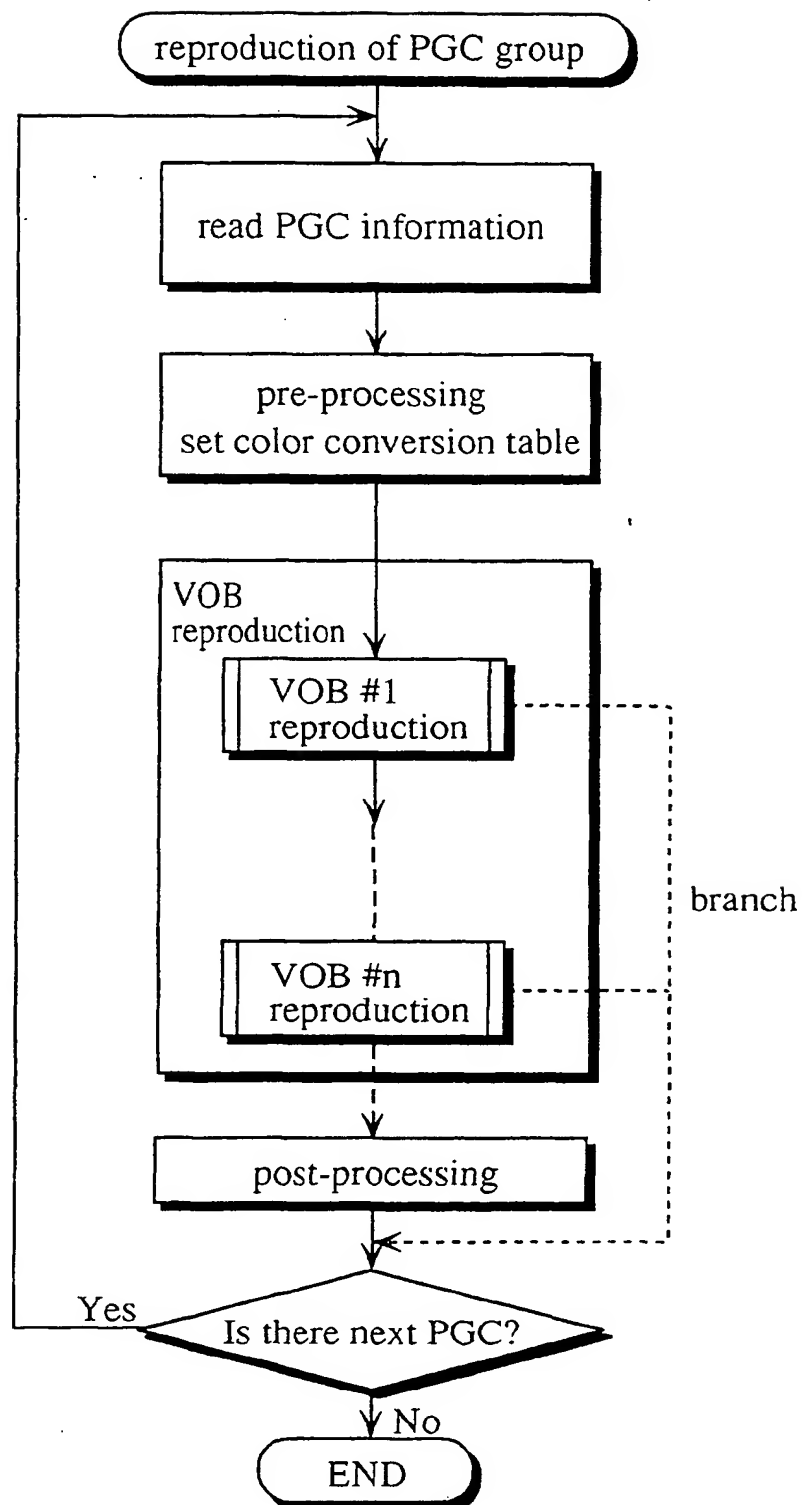 reproduction of PGC group
read PGC information
pre-processing
set color conversion table
VOB
reproduction
VOB #1
reproduction
branch
VOB #n
reproduction
post-processing
Yes
Is there next PGC?
No
END